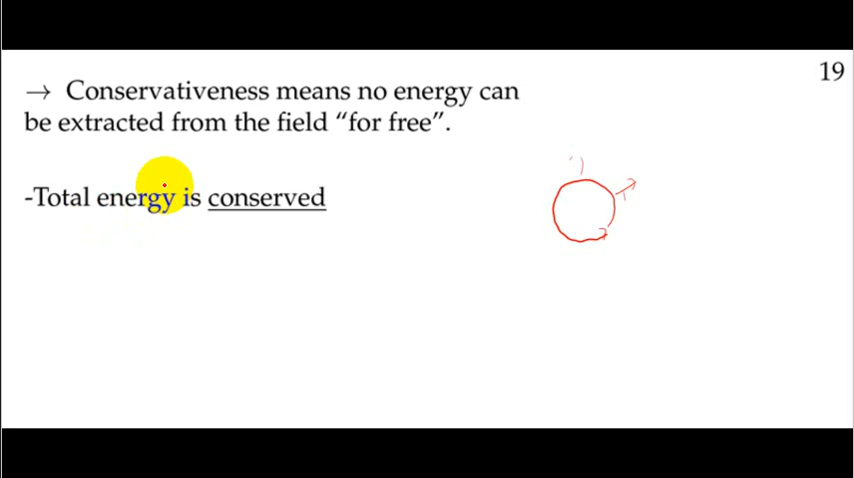 19
→ Conservativeness means no energy can
be extracted from the field “for free”.
-Total energy is conserved